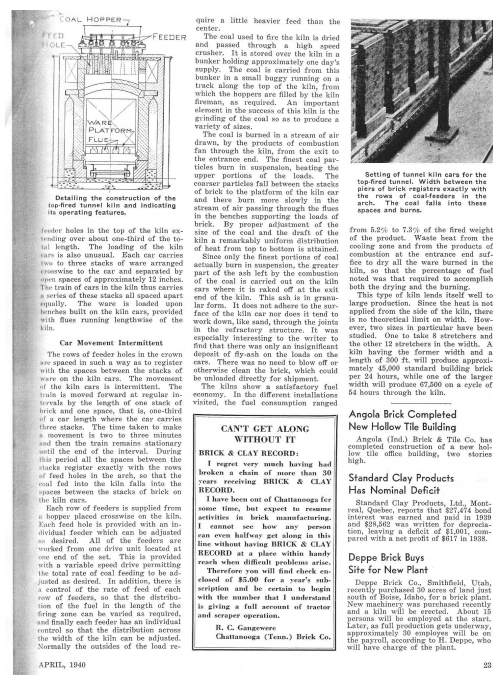 COAL HOPPER
FEED
HOLE
FEEDER
WARE
PLATFORM
FLUE
Detailing the construction of the
top-fired tunnel kiln and indicating
its operating features.
feeder holes in the top of the kiln ex-
tending over about one-third of the to-
tal length. The loading of the kiln
cars is also unusual. Each car carries
two to three stacks of ware arranged
crosswise to the car and separated by
open spaces of approximately 12 inches.
The train of cars in the kiln thus carries
a series of these stacks all spaced apart
equally. The ware is loaded upon
benches built on the kiln cars, provided
with flues running lengthwise of the
kiln.
Car Movement Intermittent
The rows of feeder holes in the crown
are spaced in such a way as to register
with the spaces between the stacks of
ware on the kiln cars. The movement
of the kiln cars is intermittent. The
train is moved forward at regular in-
tervals by the length of one stack of
brick and one space, that is, one-third
of a car length where the car carries
three stacks. The time taken to make
a movement is two to three minutes
and then the train remains stationary
until the end of the interval. During
this period all the spaces between the
stacks register exactly with the rows
of feed holes in the arch, so that the
coal fed into the kiln falls into the
spaces between the stacks of brick on
the kiln cars.
Each row of feeders is supplied from
a hopper placed crosswise on the kiln.
Each feed hole is provided with an in-
dividual feeder which can be adjusted
as desired. All of the feeders are
worked from one drive unit located at
one end of the set. This is provided
with a variable speed drive permitting
the total rate of coal feeding to be ad-
justed as desired. In addition, there is
a control of the rate of feed of each
row of feeders, so that the distribu-
tion of the fuel in the length of the
firing zone can be varied as required,
and finally each feeder has an individual
control so that the distribution across
the width of the kiln can be adjusted.
Normally the outsides of the load re-
quire a little heavier feed than the
center.
The coal used to fire the kiln is dried
and passed through a high speed
crusher. It is stored over the kiln in a
bunker holding approximately one day's
supply. The coal is carried from this
bunker in a small buggy running on a
track along the top of the kiln, from
which the hoppers are filled by the kiln
fireman, as required. An important
element in the success of this kiln is the
grinding of the coal so as to produce a
variety of sizes.
The coal is burned in a stream of air
drawn, by the products of combustion
fan through the kiln, from the exit to
the entrance end. The finest coal par-
ticles burn in suspension, heating the
upper portions of the loads. The
coarser particles fall between the stacks
of brick to the platform of the kiln car
and there burn more slowly in the
stream of air passing through the flues
in the benches supporting the loads of
brick. By proper adjustment of the
size of the coal and the draft of the
kiln a remarkably uniform distribution
of heat from top to bottom is attained.
Since only the finest portions of coal
actually burn in suspension, the greater
part of the ash left by the combustion
of the coal is carried out on the kiln
cars where it is raked off at the exit
end of the kiln. This ash is in granu-
lar form. It does not adhere to the sur-
face of the kiln car nor does it tend to
work down, like sand, through the joints
in the refractory structure. It was
especially interesting to the writer to
find that there was only an insignificant
deposit of fly-ash on the loads on the
cars. There was no need to blow off or
otherwise clean the brick, which could
be unloaded directly for shipment.
The kilns show a satisfactory fuel
economy. In the different installations
visited, the fuel consumption ranged
CAN'T GET ALONG
WITHOUT IT
BRICK & CLAY RECORD:
I regret very much having had
broken a chain of more than 30
years receiving BRICK & CLAY
RECORD.
I have been out of Chattanooga for
some time, but expect to resume
activities in brick manufacturing.
I cannot see how any person
can even halfway get along in this
line without having BRICK & CLAY
RECORD at a place within handy
reach when difficult problems arise.
Therefore you will find check en-
closed of $5.00 for a year's sub-
scription and be certain to begin
with the number that I understand
is giving a full account of tractor
and scraper operation.
R. C. Gangewere
Chattanooga (Tenn.) Brick Co.
Setting of tunnel kiln cars for the
top-fired tunnel. Width between the
piers of brick registers exactly with
the rows of coal-feeders in the
arch. The coal falls into these
spaces and burns.
from 5.2% to 7.3% of the fired weight
of the product. Waste heat from the
cooling zone and from the products of
combustion at the entrance end suf-
fice to dry all the ware burned in the
kiln, so that the percentage of fuel
noted was that required to accomplish
both the drying and the burning.
This type of kiln lends itself well to
large production. Since the heat is not
applied from the side of the kiln, there
is no theoretical limit on width. How-
ever, two sizes in particular have been
studied. One to take 8 stretchers and
the other 12 stretchers in the width. A
kiln having the former width and a
length of 300 ft. will produce approxi-
mately 45,000 standard building brick
per 24 hours, while one of the larger
width will produce 67,500 on a cycle of
54 hours through the kiln.
Angola Brick Completed
New Hollow Tile Building
Angola (Ind.) Brick & Tile Co. has
completed construction of a new hol-
low tile office building, two stories
high.
Standard Clay Products
Has Nominal Deficit
Standard Clay Products, Ltd., Mont-
real, Quebec, reports that $27,474 bond
interest was earned and paid in 1939
and $28,562 was written for deprecia-
tion, leaving a deficit of $1,001, com-
pared with a net profit of $617 in 1938.
Deppe Brick Buys
Site for New Plant
Deppe Brick Co., Smithfield, Utah,
recently purchased 30 acres of land just
south of Boise, Idaho, for a brick plant.
New machinery was purchased recently
and a kiln will be erected. About 15
persons will be employed at the start.
Later, as full production gets underway,
approximately 30 employes will be on
the payroll, according to H. Deppe, who
will have charge of the plant.
APRIL, 1940
23